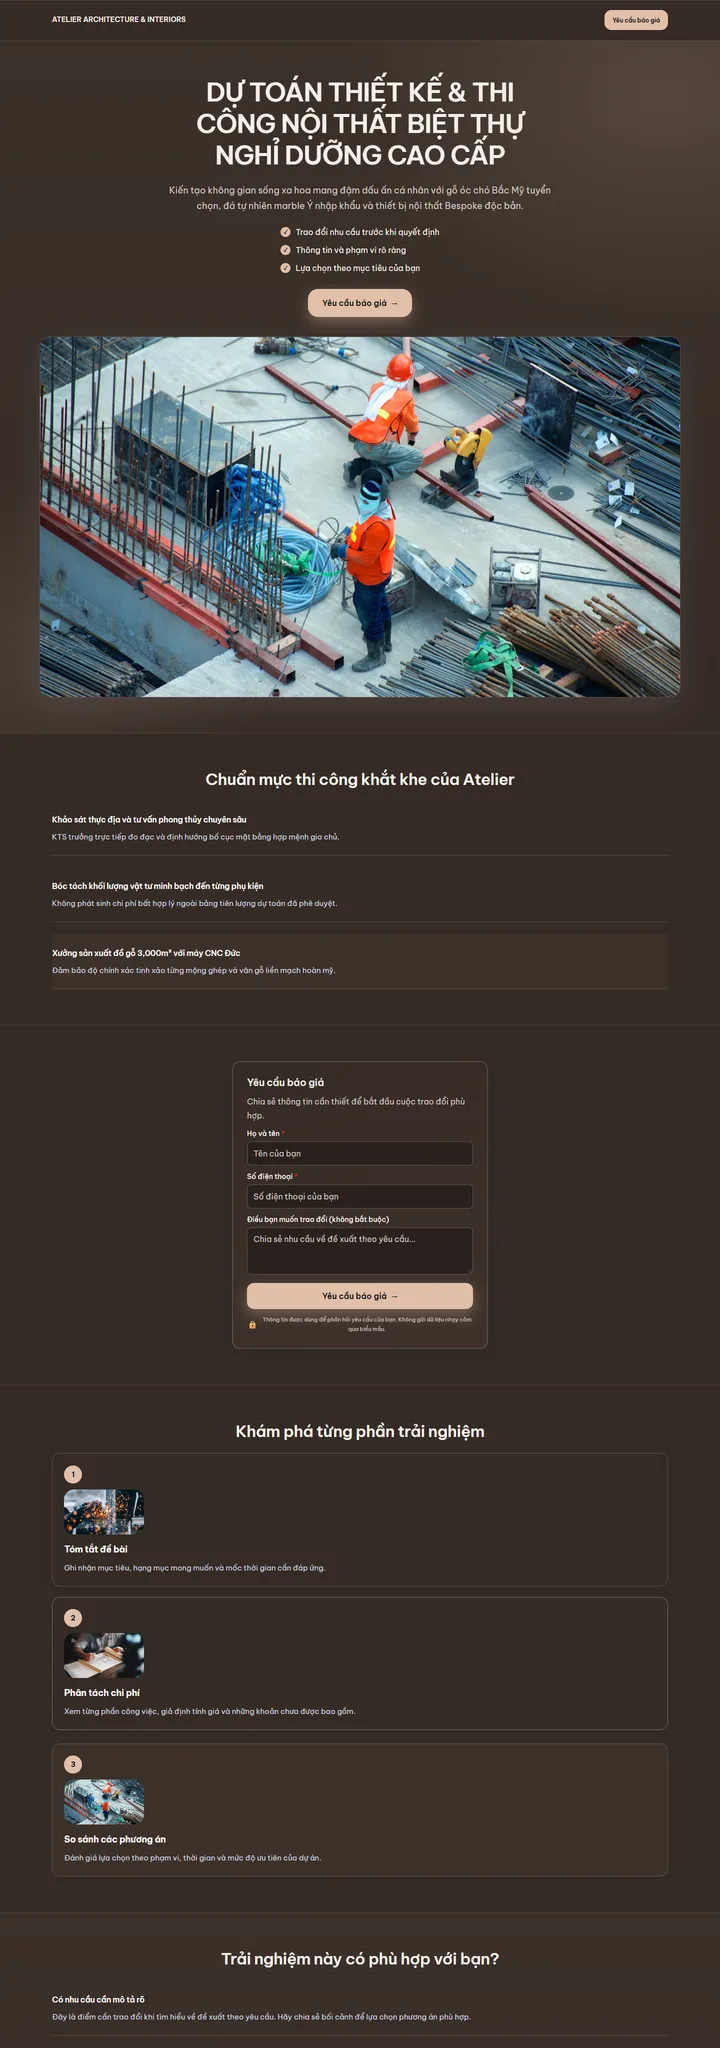 ATELIER ARCHITECTURE & INTERIORS
Yêu cầu báo giá
DỰ TOÁN THIẾT KẾ & THI
CÔNG NỘI THẤT BIỆT THỰ
NGHỈ DƯỠNG CAO CẤP
Kiến tạo không gian sống xa hoa mang đậm dấu ấn cá nhân với gỗ óc chó Bắc Mỹ tuyển
chọn, đá tự nhiên marble Ý nhập khẩu và thiết bị nội thất Bespoke độc bản.
✓ Trao đổi nhu cầu trước khi quyết định
✓ Thông tin và phạm vi rõ ràng
✓ Lựa chọn theo mục tiêu của bạn
Yêu cầu báo giá →
Chuẩn mực thi công khắt khe của Atelier
Khảo sát thực địa và tư vấn phong thủy chuyên sâu
KTS trưởng trực tiếp đo đạc và định hướng bố cục mặt bằng hợp mệnh gia chủ.
Bóc tách khối lượng vật tư minh bạch đến từng phụ kiện
Không phát sinh chi phí bất hợp lý ngoài bảng tiên lượng dự toán đã phê duyệt.
Xưởng sản xuất đồ gỗ 3,000m² với máy CNC Đức
Đảm bảo độ chính xác tinh xảo từng mộng ghép và vân gỗ liền mạch hoàn mỹ.
Yêu cầu báo giá
Chia sẻ thông tin cần thiết để bắt đầu cuộc trao đổi phù
hợp.
Họ và tên *
Tên của bạn
Số điện thoại *
Số điện thoại của bạn
Điều bạn muốn trao đổi (không bắt buộc)
Chia sẻ nhu cầu về đề xuất theo yêu cầu...
Yêu cầu báo giá →
Thông tin được dùng để phản hồi yêu cầu của bạn. Không gửi dữ liệu nhạy cảm
qua biểu mẫu.
Khám phá từng phần trải nghiệm
1
Tóm tắt đề bài
Ghi nhận mục tiêu, hạng mục mong muốn và mốc thời gian cần đáp ứng.
2
Phân tách chi phí
Xem từng phần công việc, giả định tính giá và những khoản chưa được bao gồm.
3
So sánh các phương án
Đánh giá lựa chọn theo phạm vi, thời gian và mức độ ưu tiên của dự án.
Trải nghiệm này có phù hợp với bạn?
Có nhu cầu cần mô tả rõ
Đây là điểm cần trao đổi khi tìm hiểu về đề xuất theo yêu cầu. Hãy chia sẻ bối cảnh để lựa chọn phương án phù hợp.